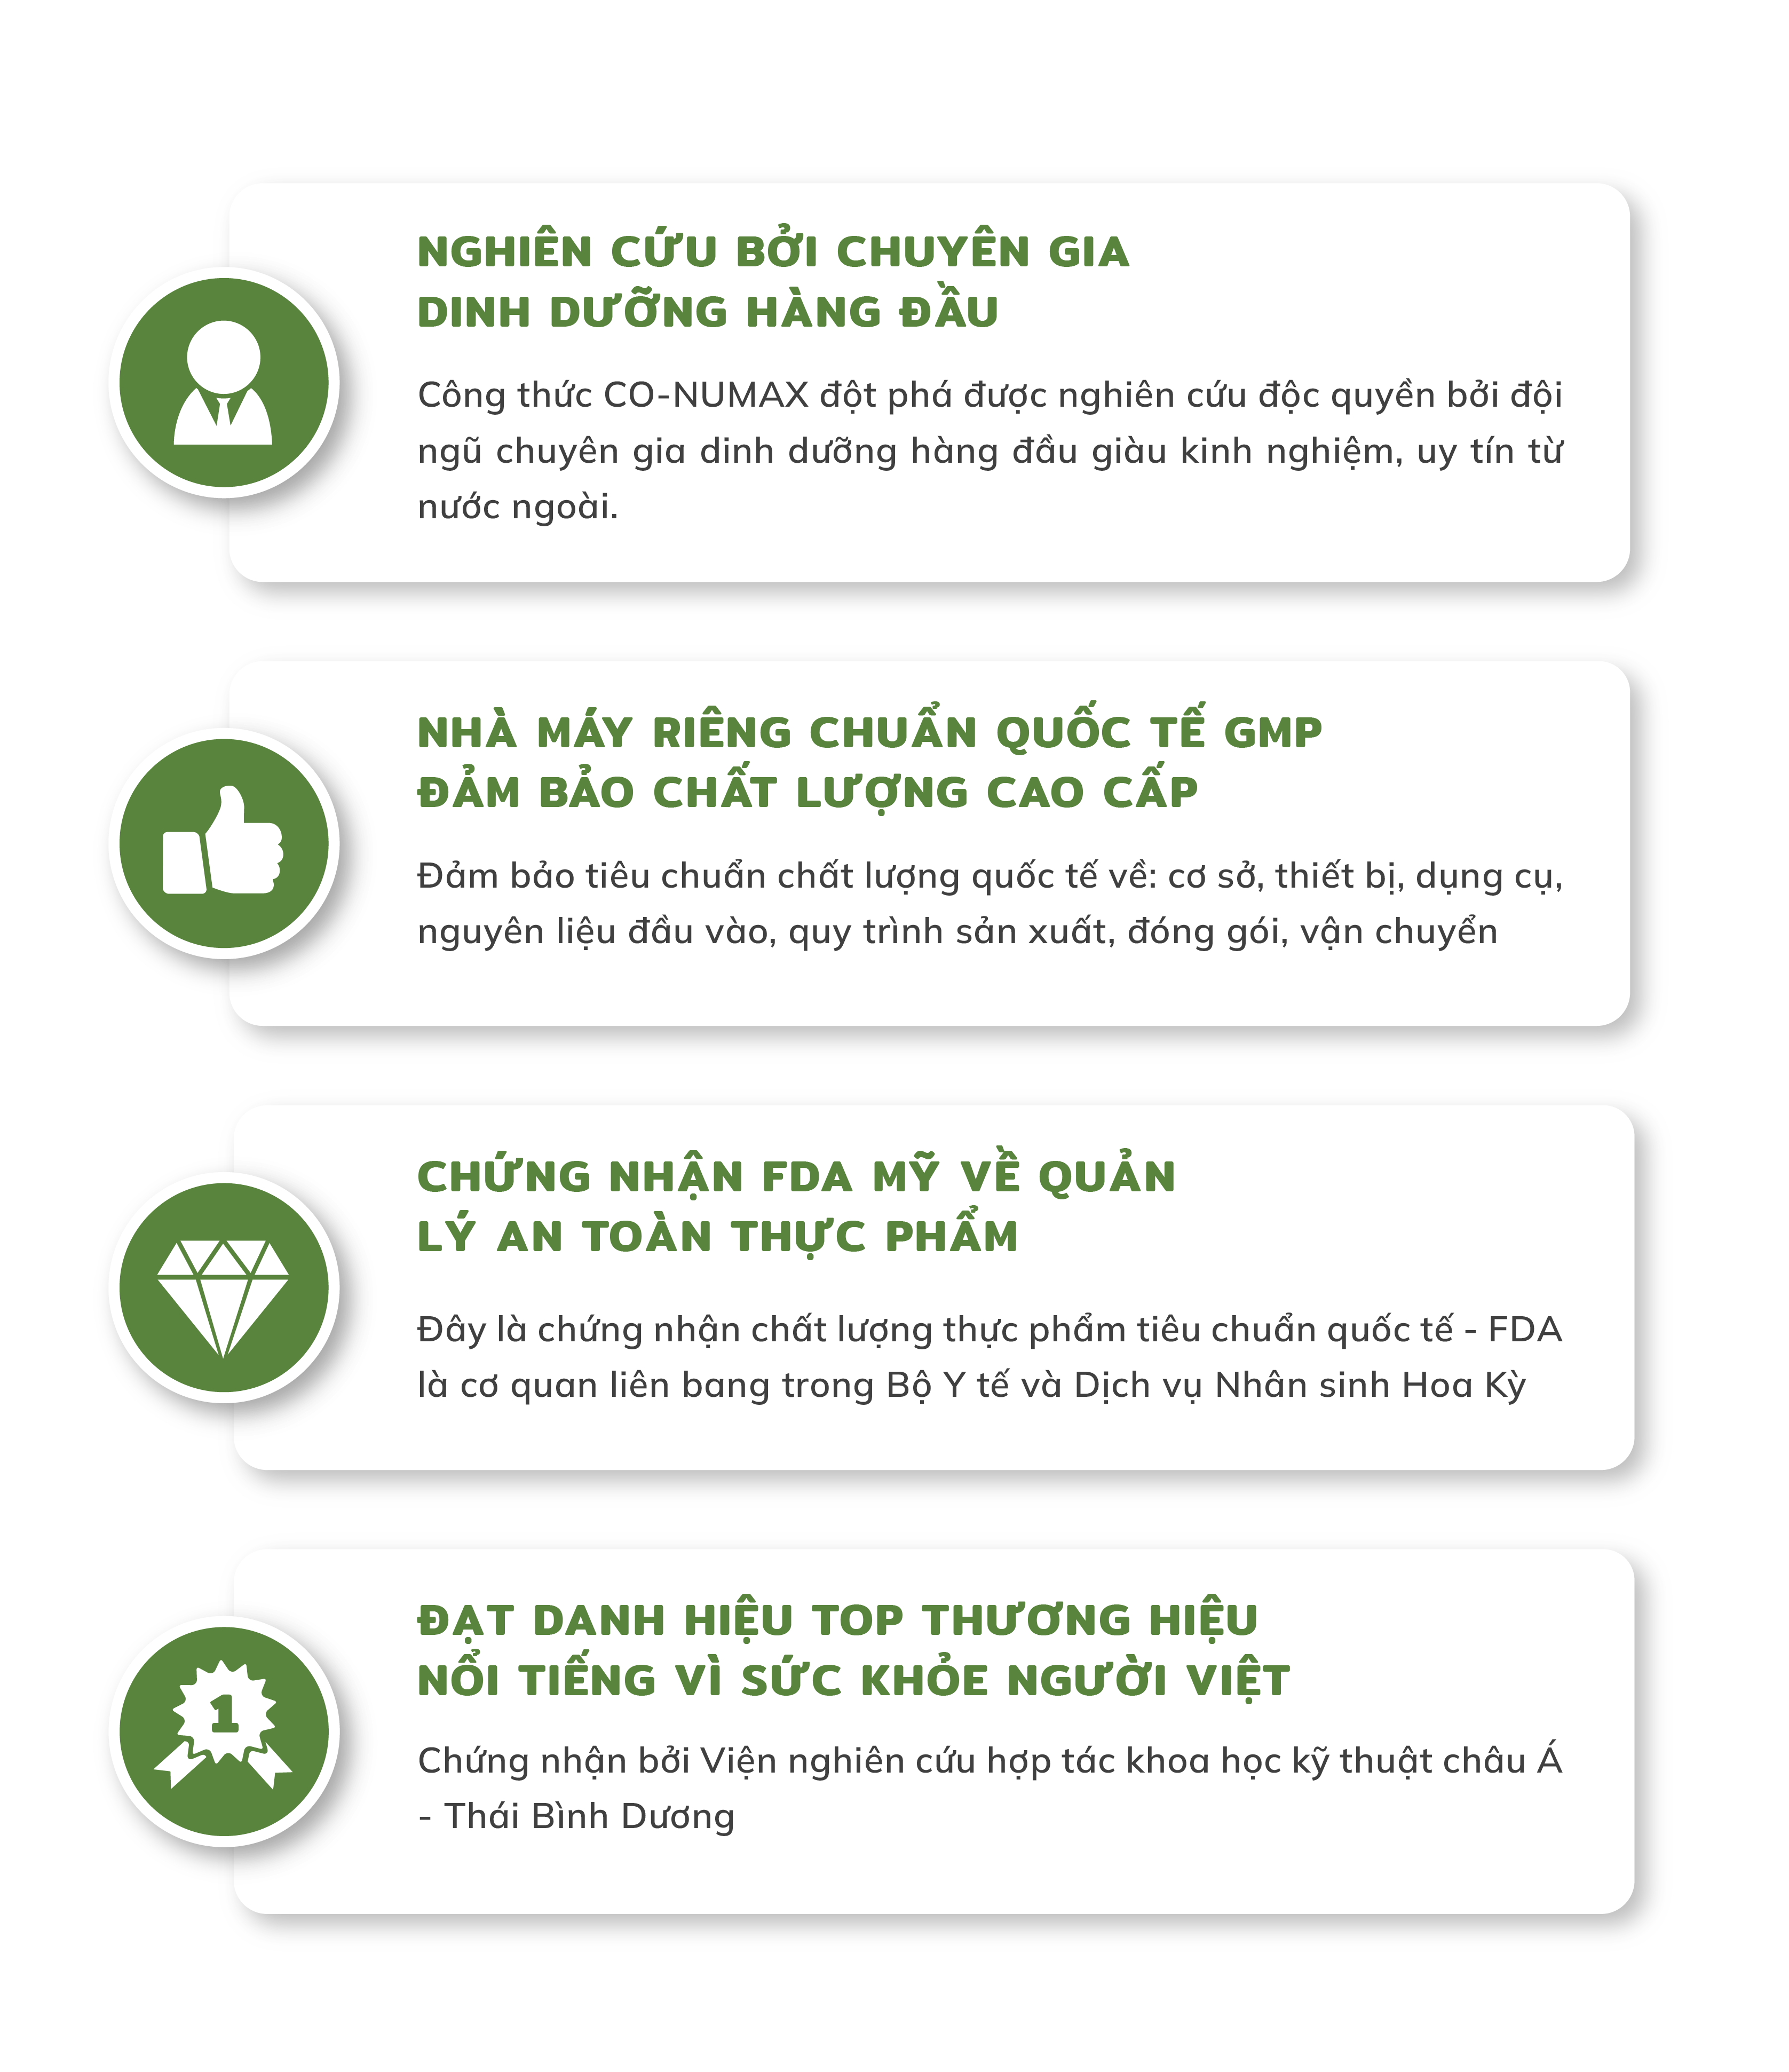 NGHIÊN CỨU BỞI CHUYÊN GIA
DINH DƯỠNG HÀNG ĐẦU
Công thức CO-NUMAX đột phá được nghiên cứu độc quyền bởi đội
ngũ chuyên gia dinh dưỡng hàng đầu giàu kinh nghiệm, uy tín từ
nước ngoài.
NHÀ MÁY RIÊNG CHUẨN QUỐC TẾ GMP
ĐẢM BẢO CHẤT LƯỢNG CAO CẤP
Đảm bảo tiêu chuẩn chất lượng quốc tế về: cơ sở, thiết bị, dụng cụ,
nguyên liệu đầu vào, quy trình sản xuất, đóng gói, vận chuyển
CHỨNG NHẬN FDA MỸ VỀ QUẢN
LÝ AN TOÀN THỰC PHẨM
Đây là chứng nhận chất lượng thực phẩm tiêu chuẩn quốc tế - FDA
là cơ quan liên bang trong Bộ Y tế và Dịch vụ Nhân sinh Hoa Kỳ
1
ĐẠT DANH HIỆU TOP THƯƠNG HIỆU
NỔI TIẾNG VÌ SỨC KHỎE NGƯỜI VIỆT
Chứng nhận bởi Viện nghiên cứu hợp tác khoa học kỹ thuật châu Á
- Thái Bình Dương